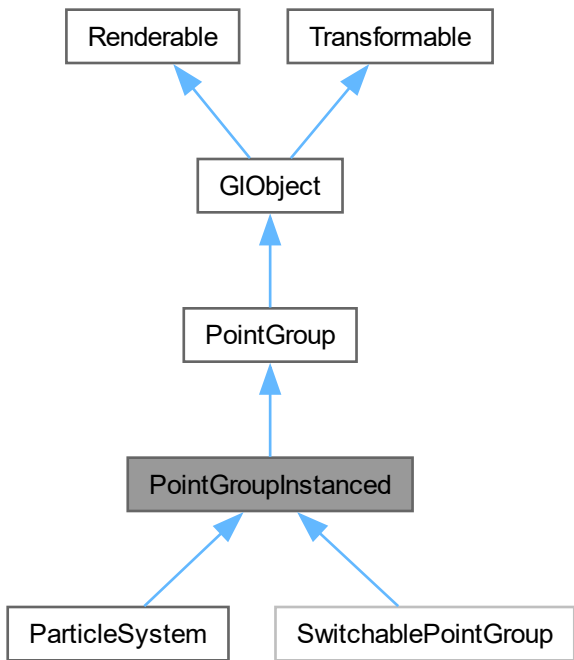 Renderable
Transformable
GlObject
PointGroup
PointGroupInstanced
ParticleSystem
SwitchablePointGroup